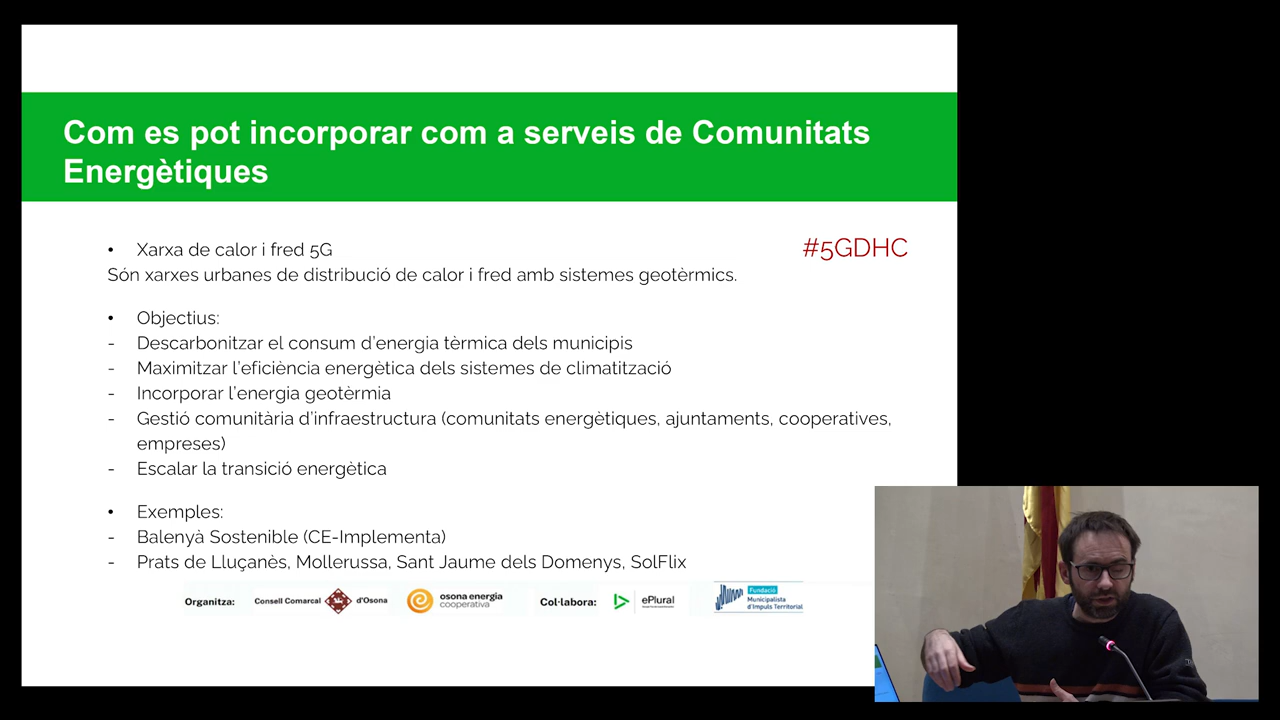 Com es pot incorporar com a serveis de Comunitats
Energètiques
• Xarxa de calor i fred 5G
#5GDHC
Són xarxes urbanes de distribució de calor i fred amb sistemes geotèrmics.
• Objectius:
- Descarbonitzar el consum d'energia tèrmica dels municipis
- Maximitzar l'eficiència energètica dels sistemes de climatització
- Incorporar l'energia geotèrmia
- Gestió comunitària d'infraestructura (comunitats energètiques, ajuntaments, cooperatives,
empreses)
- Escalar la transició energètica
• Exemples:
- Balenyà Sostenible (CE-Implementa)
- Prats de Lluçanès, Mollerussa, Sant Jaume dels Domenys, SolFlix
Organitza: Consell Comarcal d'Osona
osona energia
cooperativa
Col·labora: ePlural
Fundació
Municipalista
d'Impuls Territorial